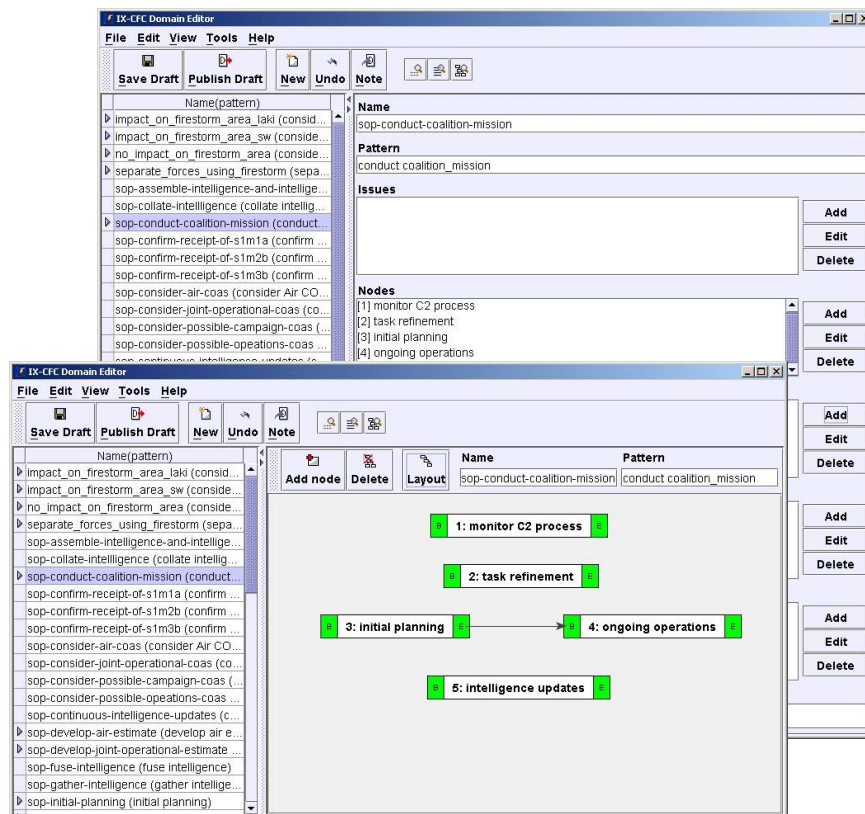 IX-CFC Domain Editor
File Edit View Tools Help
Save Draft Publish Draft New Undo Note
Name(pattern)
impact_on_firestorm_area_laki (consid...
impact_on_firestorm_area_sw (conside...
no_impact_on_firestorm_area (conside...
separate_forces_using_firestorm (sepa...
sop-assemble-intelligence-and-intellige...
sop-collate-intellligence (collate intellig...
sop-conduct-coalition-mission (conduct...
sop-confirm-receipt-of-s1m1a (confirm ...
sop-confirm-receipt-of-s1m2b (confirm ...
sop-confirm-receipt-of-s1m3b (confirm ...
sop-consider-air-coas (consider Air CO...
sop-consider-joint-operational-coas (co...
sop-consider-possible-campaign-coas (...
sop-consider-possible-opeations-coas ...
sop-continuous-intelligence-updates (c...
Name
sop-conduct-coalition-mission
Pattern
conduct coalition_mission
Issues
Add
Edit
Delete
Nodes
[1] monitor C2 process
[2] task refinement
[3] initial planning
[4] ongoing operations
Add
Edit
Delete
Add
Edit
Delete
Add
Edit
Delete
Add
Edit
Delete
IX-CFC Domain Editor
File Edit View Tools Help
Save Draft Publish Draft New Undo Note
Name(pattern)
impact_on_firestorm_area_laki (consid...
impact_on_firestorm_area_sw (conside...
no_impact_on_firestorm_area (conside...
separate_forces_using_firestorm (sepa...
sop-assemble-intelligence-and-intellige...
sop-collate-intellligence (collate intellig...
sop-conduct-coalition-mission (conduct...
sop-confirm-receipt-of-s1m1a (confirm ...
sop-confirm-receipt-of-s1m2b (confirm ...
sop-confirm-receipt-of-s1m3b (confirm ...
sop-consider-air-coas (consider Air CO...
sop-consider-joint-operational-coas (co...
sop-consider-possible-campaign-coas (...
sop-consider-possible-opeations-coas ...
sop-continuous-intelligence-updates (c...
sop-develop-air-estimate (develop air e...
sop-develop-joint-operational-estimate ...
sop-fuse-intelligence (fuse intelligence)
sop-gather-intelligence (gather intellige...
sop-initial-planning (initial planning)
Add node Delete Layout
Name Pattern
sop-conduct-coalition-mission conduct coalition_mission
B 1: monitor C2 process E
B 2: task refinement E
B 3: initial planning E B 4: ongoing operations E
B 5: intelligence updates E